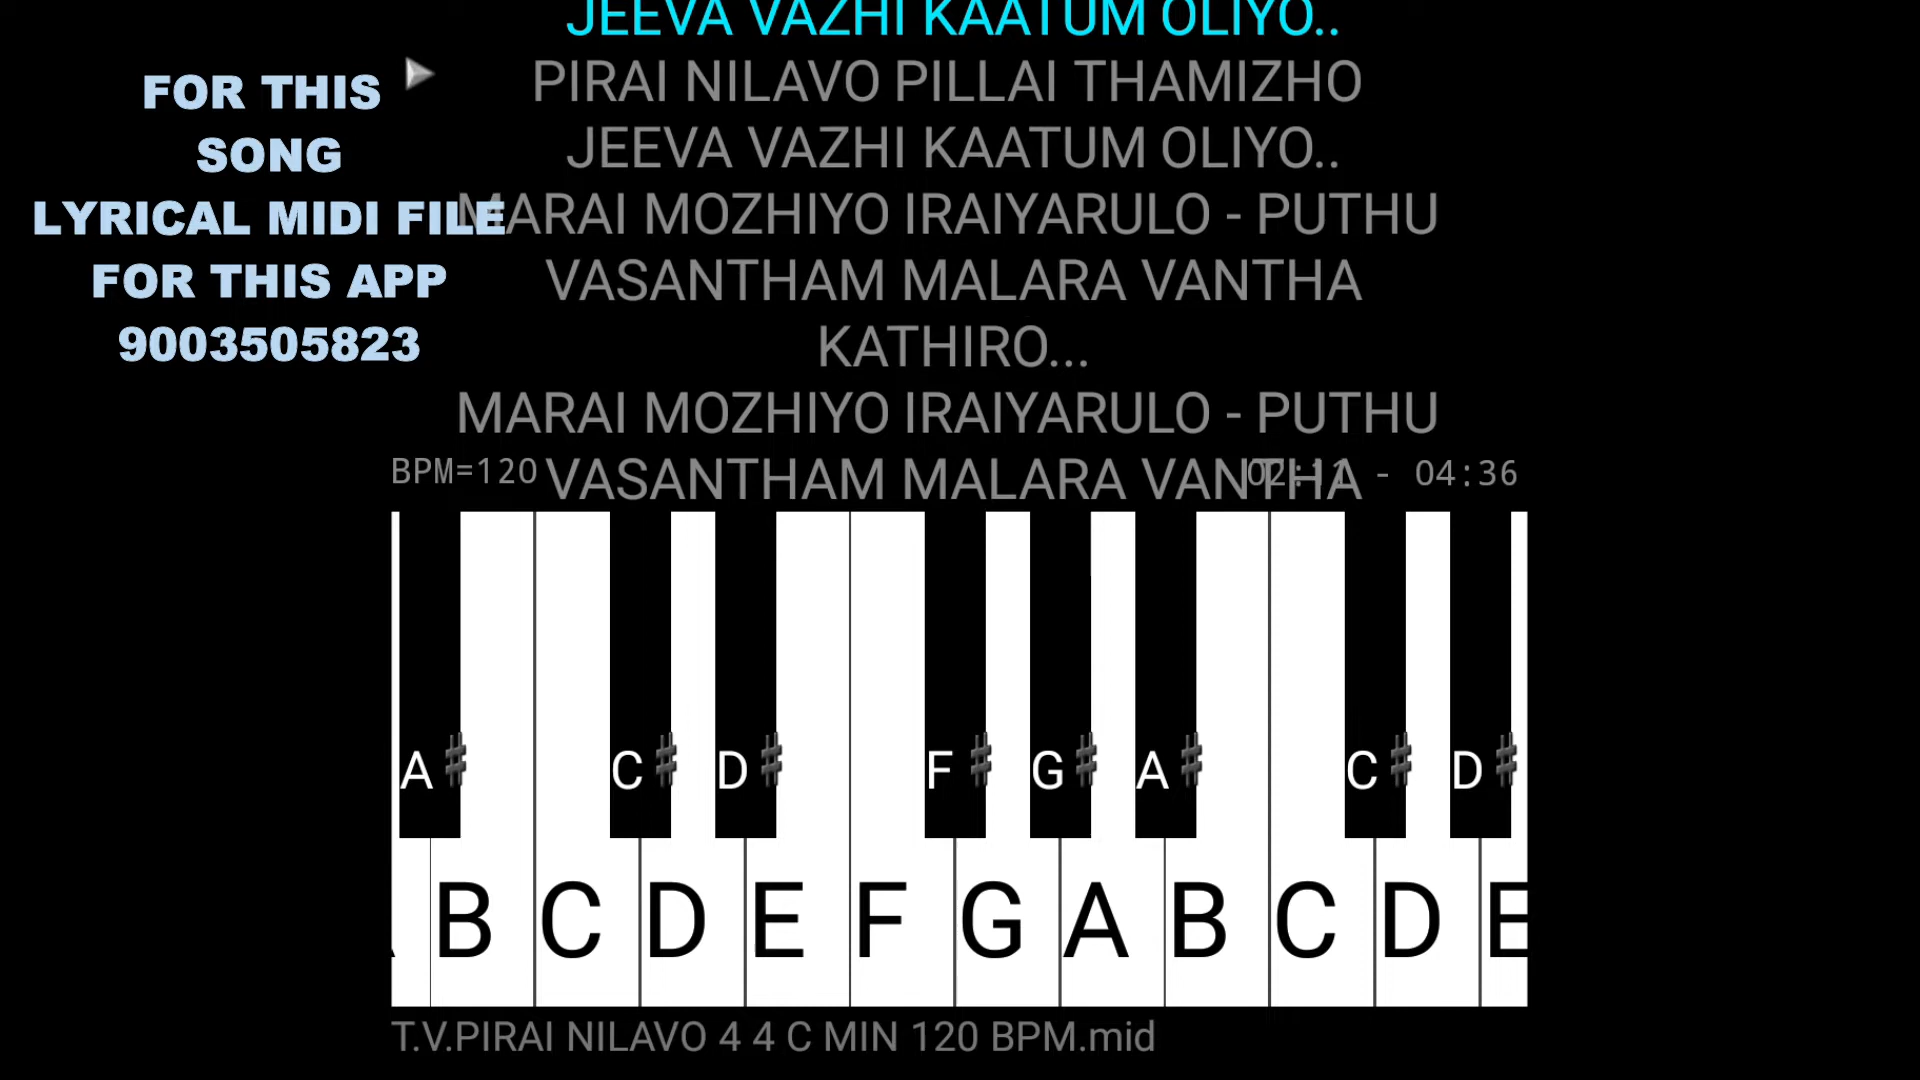 JEEVA VAZHI KAATUM OLIYO..
PIRAI NILAVO PILLAI THAMIZHO
JEEVA VAZHI KAATUM OLIYO..
MARAI MOZHIYO IRAIYARULO - PUTHU
VASANTHAM MALARA VANTHA
KATHIRO...
MARAI MOZHIYO IRAIYARULO - PUTHU
VASANTHAM MALARA VANTHA
FOR THIS
SONG
LYRICAL MIDI FILE
FOR THIS APP
9003505823
BPM=120
02:11 - 04:36
A# C# D# F# G# A# C# D#
B C D E F G A B C D E
T.V.PIRAI NILAVO 4 4 C MIN 120 BPM.mid